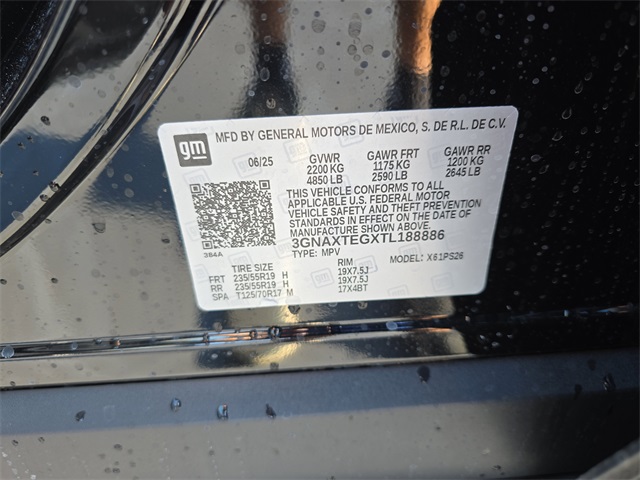 gm
MFD BY GENERAL MOTORS DE MEXICO, S. DE R.L. DE C.V.
06/25 GVWR GAWR FRT GAWR RR
2200 KG 1175 KG 1200 KG
4850 LB 2590 LB 2645 LB
THIS VEHICLE CONFORMS TO ALL
APPLICABLE U.S. FEDERAL MOTOR
VEHICLE SAFETY AND THEFT PREVENTION
STANDARDS IN EFFECT ON THE DATE OF
MANUFACTURE SHOWN ABOVE.
3GNAXTEGXTL188886
384A TYPE: MPV MODEL: X61PS26
TIRE SIZE RIM
FRT 235/55R19 H 19X7.5J
RR 235/55R19 H 19X7.5J
SPA T125/70R17 M 17X4BT